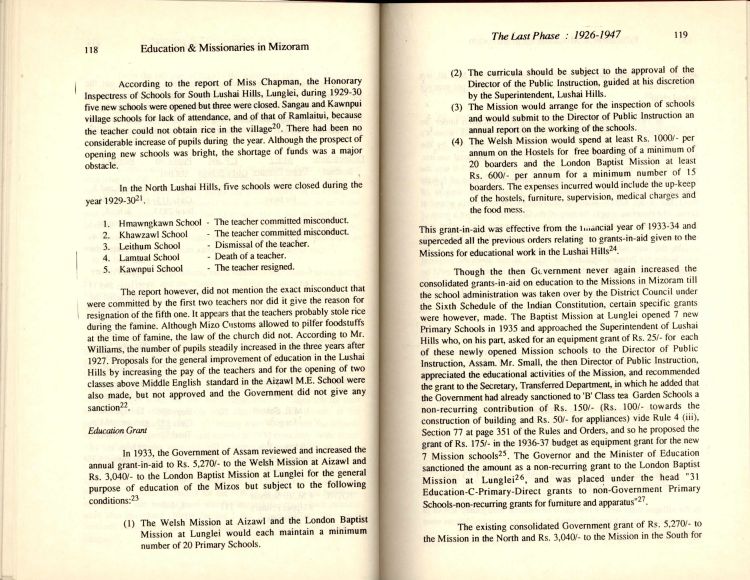 118 Education & Missionaries in Mizoram
According to the report of Miss Chapman, the Honorary
Inspectress of Schools for South Lushai Hills, Lunglei, during 1929-30
five new schools were opened but three were closed. Sangau and Kawnpui
village schools for lack of attendance, and of that of Ramlaitui, because
the teacher could not obtain rice in the village20. There had been no
considerable increase of pupils during the year. Although the prospect of
opening new schools was bright, the shortage of funds was a major
obstacle.
In the North Lushai Hills, five schools were closed during the
year 1929-3021.
1. Hmawngkawn School - The teacher committed misconduct.
2. Khawzawl School - The teacher committed misconduct.
3. Leithum School - Dismissal of the teacher.
4. Lamtual School - Death of a teacher.
5. Kawnpui School - The teacher resigned.
The report however, did not mention the exact misconduct that
were committed by the first two teachers nor did it give the reason for
resignation of the fifth one. It appears that the teachers probably stole rice
during the famine. Although Mizo Customs allowed to pilfer foodstuffs
at the time of famine, the law of the church did not. According to Mr.
Williams, the number of pupils steadily increased in the three years after
1927. Proposals for the general improvement of education in the Lushai
Hills by increasing the pay of the teachers and for the opening of two
classes above Middle English standard in the Aizawl M.E. School were
also made, but not approved and the Government did not give any
sanction22.
Education Grant
In 1933, the Government of Assam reviewed and increased the
annual grant-in-aid to Rs. 5,270/- to the Welsh Mission at Aizawl and
Rs. 3,040/- to the London Baptist Mission at Lunglei for the general
purpose of education of the Mizos but subject to the following
conditions:23
(1) The Welsh Mission at Aizawl and the London Baptist
Mission at Lunglei would each maintain a minimum
number of 20 Primary Schools.
The Last Phase : 1926-1947 119
(2) The curricula should be subject to the approval of the
Director of the Public Instruction, guided at his discretion
by the Superintendent, Lushai Hills.
(3) The Mission would arrange for the inspection of schools
and would submit to the Director of Public Instruction an
annual report on the working of the schools.
(4) The Welsh Mission would spend at least Rs. 1000/- per
annum on the Hostels for free boarding of a minimum of
20 boarders and the London Baptist Mission at least
Rs. 600/- per annum for a minimum number of 15
boarders. The expenses incurred would include the up-keep
of the hostels, furniture, supervision, medical charges and
the food mess.
This grant-in-aid was effective from the financial year of 1933-34 and
superceded all the previous orders relating to grants-in-aid given to the
Missions for educational work in the Lushai Hills24.
Though the then Government never again increased the
consolidated grants-in-aid on education to the Missions in Mizoram till
the school administration was taken over by the District Council under
the Sixth Schedule of the Indian Constitution, certain specific grants
were however, made. The Baptist Mission at Lunglei opened 7 new
Primary Schools in 1935 and approached the Superintendent of Lushai
Hills who, on his part, asked for an equipment grant of Rs. 25/- for each
of these newly opened Mission schools to the Director of Public
Instruction, Assam. Mr. Small, the then Director of Public Instruction,
appreciated the educational activities of the Mission, and recommended
the grant to the Secretary, Transferred Department, in which he added that
the Government had already sanctioned to 'B' Class tea Garden Schools a
non-recurring contribution of Rs. 150/- (Rs. 100/- towards the
construction of building and Rs. 50/- for appliances) vide Rule 4 (iii),
Section 77 at page 351 of the Rules and Orders, and so he proposed the
grant of Rs. 175/- in the 1936-37 budget as equipment grant for the new
7 Mission schools25. The Governor and the Minister of Education
sanctioned the amount as a non-recurring grant to the London Baptist
Mission at Lunglei26, and was placed under the head "31
Education-C-Primary-Direct grants to non-Government Primary
Schools-non-recurring grants for furniture and apparatus"27.
The existing consolidated Government grant of Rs. 5,270/- to
the Mission in the North and Rs. 3,040/- to the Mission in the South for